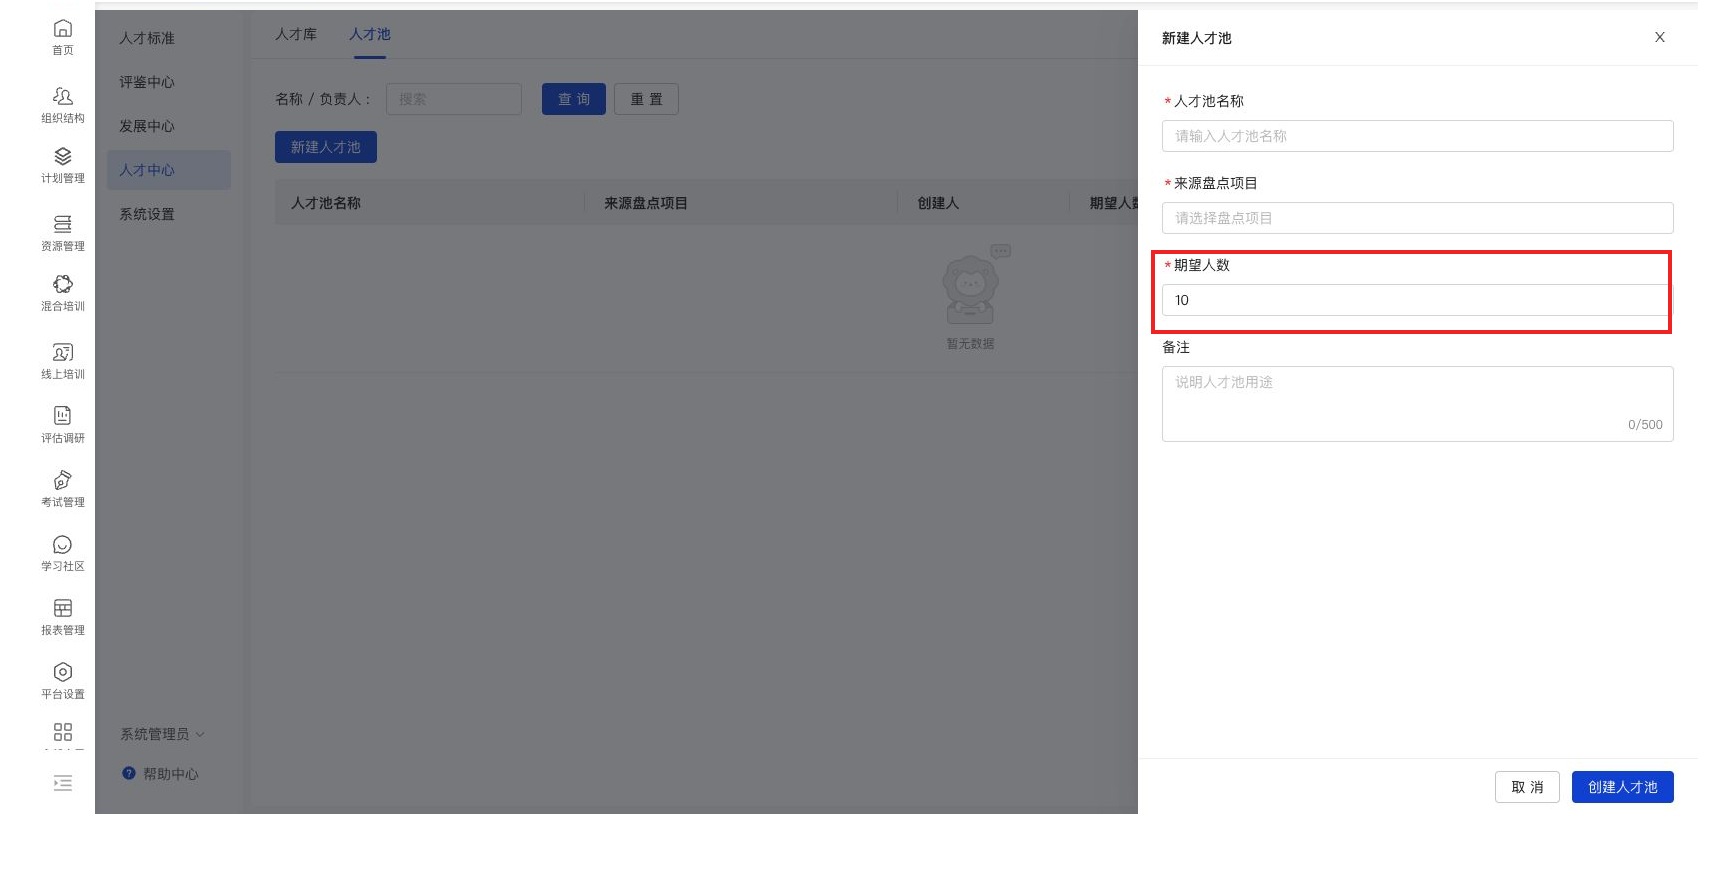 首页
组织结构
计划管理
资源管理
混合培训
线上培训
评估调研
考试管理
学习社区
报表管理
平台设置
人才标准
评鉴中心
发展中心
人才中心
系统设置
系统管理员
帮助中心
人才库 人才池
名称 / 负责人： 搜索 查 询 重 置
新建人才池
人才池名称 来源盘点项目 创建人 期望人数
暂无数据
新建人才池 X
* 人才池名称
请输入人才池名称
* 来源盘点项目
请选择盘点项目
* 期望人数
10
备注
说明人才池用途
0/500
取 消 创建人才池